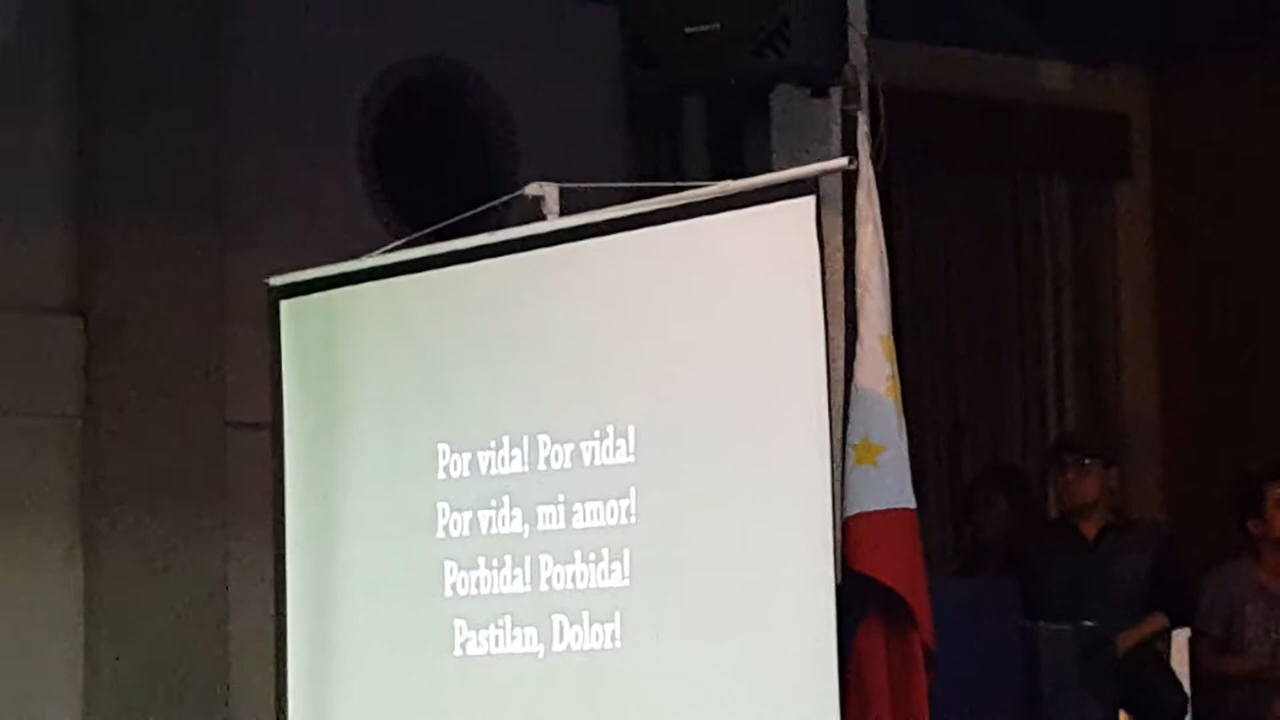 Por vida! Por vida!
Por vida, mi amor!
Porbida! Porbida!
Pastilan, Dolor!